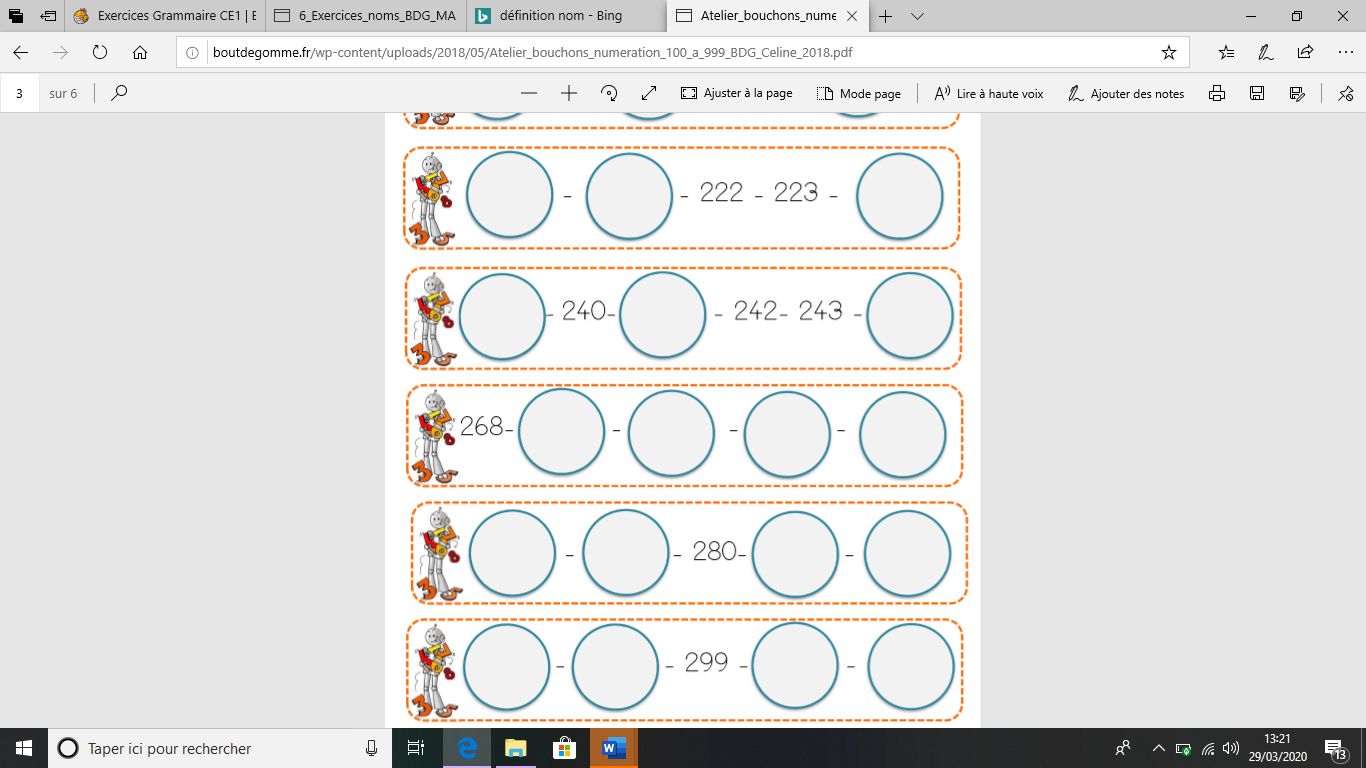 Exercices Grammaire CE1 | E
6_Exercices_noms_BDG_MA
définition nom - Bing
Atelier_bouchons_nume
boutdegomme.fr/wp-content/uploads/2018/05/Atelier_bouchons_numeration_100_a_999_BDG_Celine_2018.pdf
3 sur 6
Ajuster à la page
Mode page
Lire à haute voix
Ajouter des notes
- - 222 - 223 -
- 240- - 242- 243 -
268- - - -
- - 280- -
- - 299 - -
Taper ici pour rechercher
13:21
29/03/2020
13